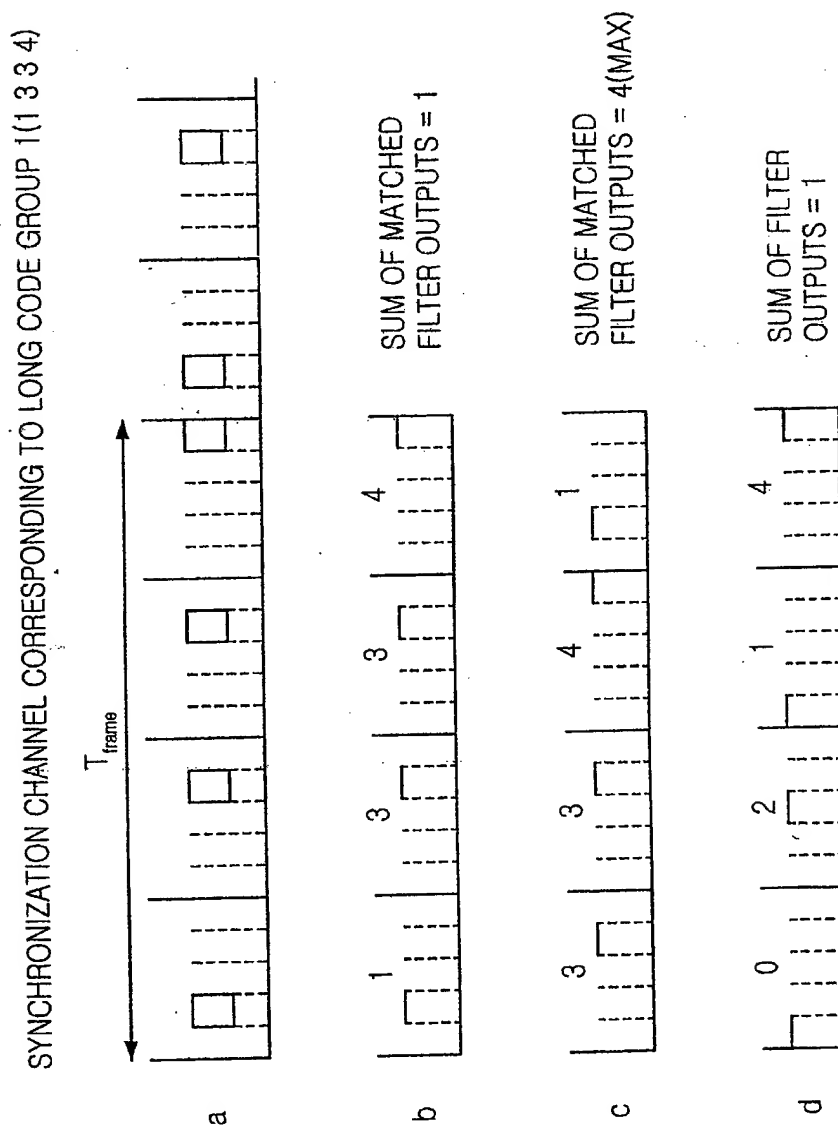 SYNCHRONIZATION CHANNEL CORRESPONDING TO LONG CODE GROUP 1(1 3 3 4)
T frame
a
b
1 3 3 4
SUM OF MATCHED
FILTER OUTPUTS = 1
c
3 3 4 1
SUM OF MATCHED
FILTER OUTPUTS = 4(MAX)
d
0 2 1 4
SUM OF FILTER
OUTPUTS = 1